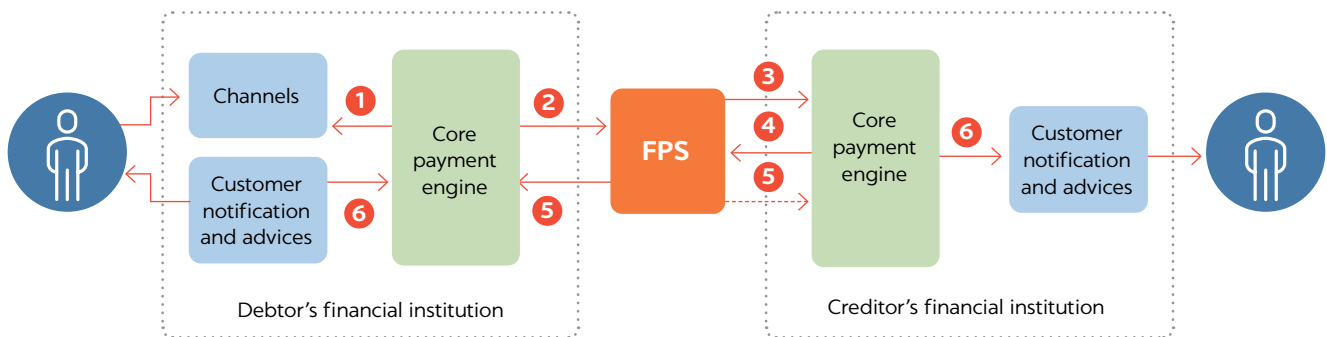 Channels
1
Customer
notification
and advices
6
Core
payment
engine
2
5
Debtor's financial institution
FPS
3
4
5
Core
payment
engine
6
Customer
notification
and advices
Creditor's financial institution